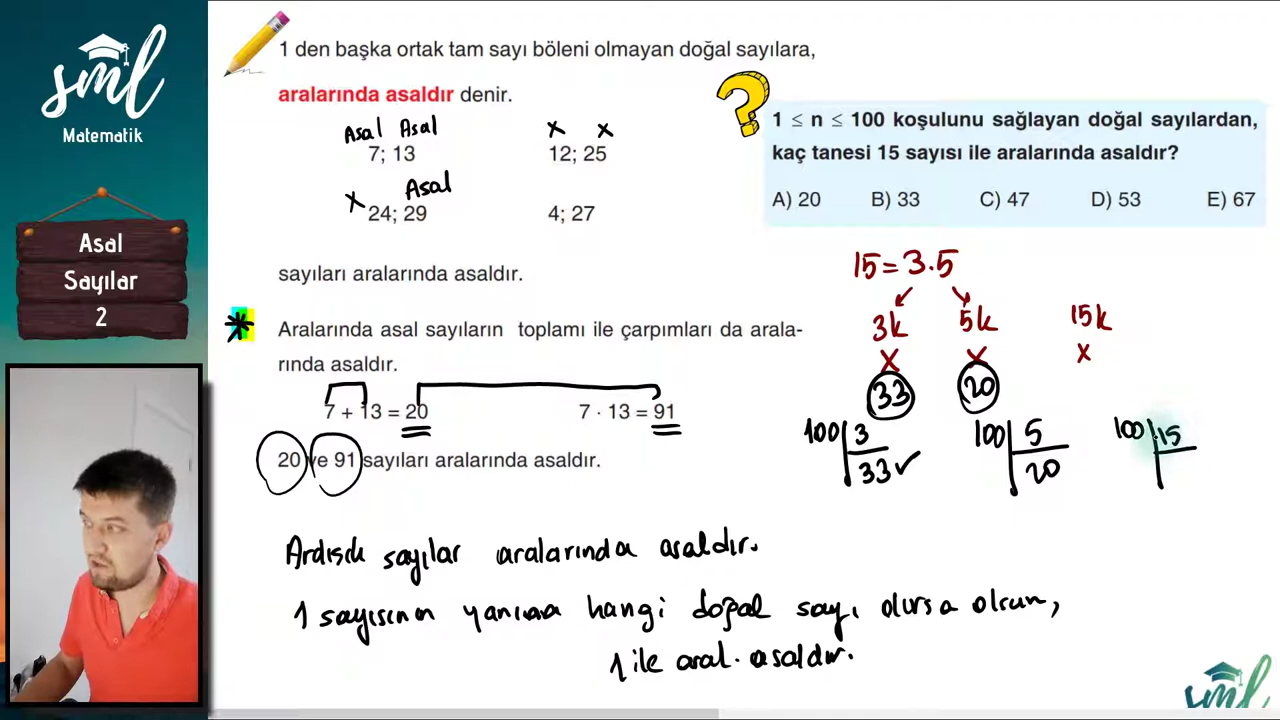 sml
Matematik
Asal
Sayılar
2
1 den başka ortak tam sayı böleni olmayan doğal sayılara,
aralarında asaldır denir.
Asal Asal
7; 13
x x
12; 25
x Asal
24; 29
4; 27
sayıları aralarında asaldır.
* Aralarında asal sayıların toplamı ile çarpımları da arala-
rında asaldır.
7 + 13 = 20
7 · 13 = 91
20 ve 91 sayıları aralarında asaldır.
Ardışık sayılar aralarında asaldır.
1 sayısının yanına hangi doğal sayı olursa olsun,
1 ile aral. asaldır.
?
1 ≤ n ≤ 100 koşulunu sağlayan doğal sayılardan,
kaç tanesi 15 sayısı ile aralarında asaldır?
A) 20 B) 33 C) 47 D) 53 E) 67
15 = 3.5
3k 5k 15k
x x x
33 20
100 3
33 ✓
100 5
20
100 15
sml